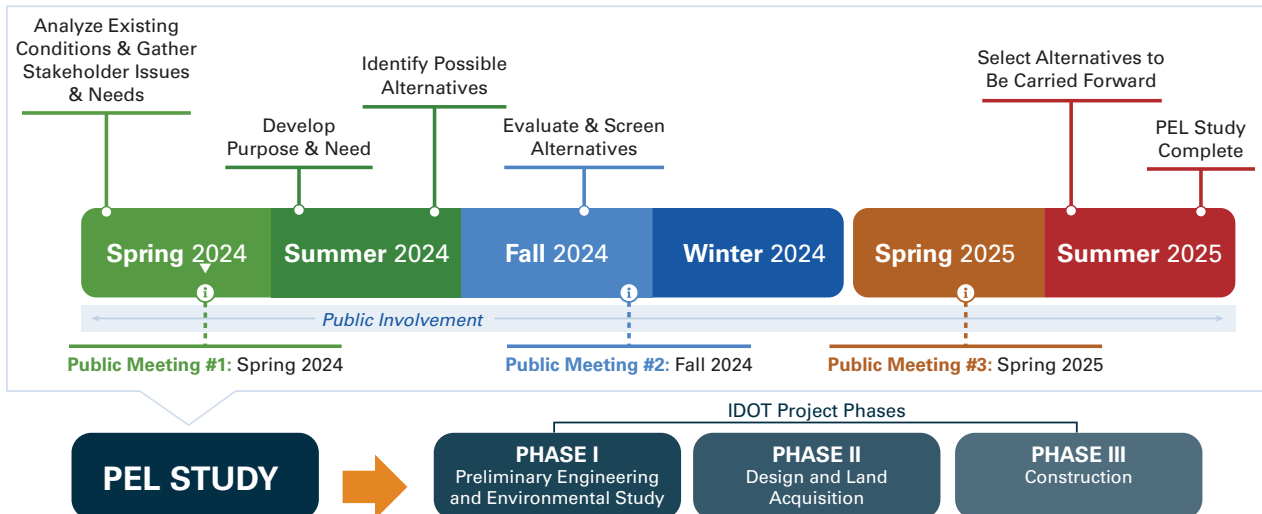 Analyze Existing
Conditions & Gather
Stakeholder Issues
& Needs
Develop
Purpose & Need
Identify Possible
Alternatives
Evaluate & Screen
Alternatives
Select Alternatives to
Be Carried Forward
PEL Study
Complete
Spring 2024
Summer 2024
Fall 2024
Winter 2024
Spring 2025
Summer 2025
i
i
i
Public Involvement
Public Meeting #1: Spring 2024
Public Meeting #2: Fall 2024
Public Meeting #3: Spring 2025
IDOT Project Phases
PEL STUDY
PHASE I
Preliminary Engineering
and Environmental Study
PHASE II
Design and Land
Acquisition
PHASE III
Construction